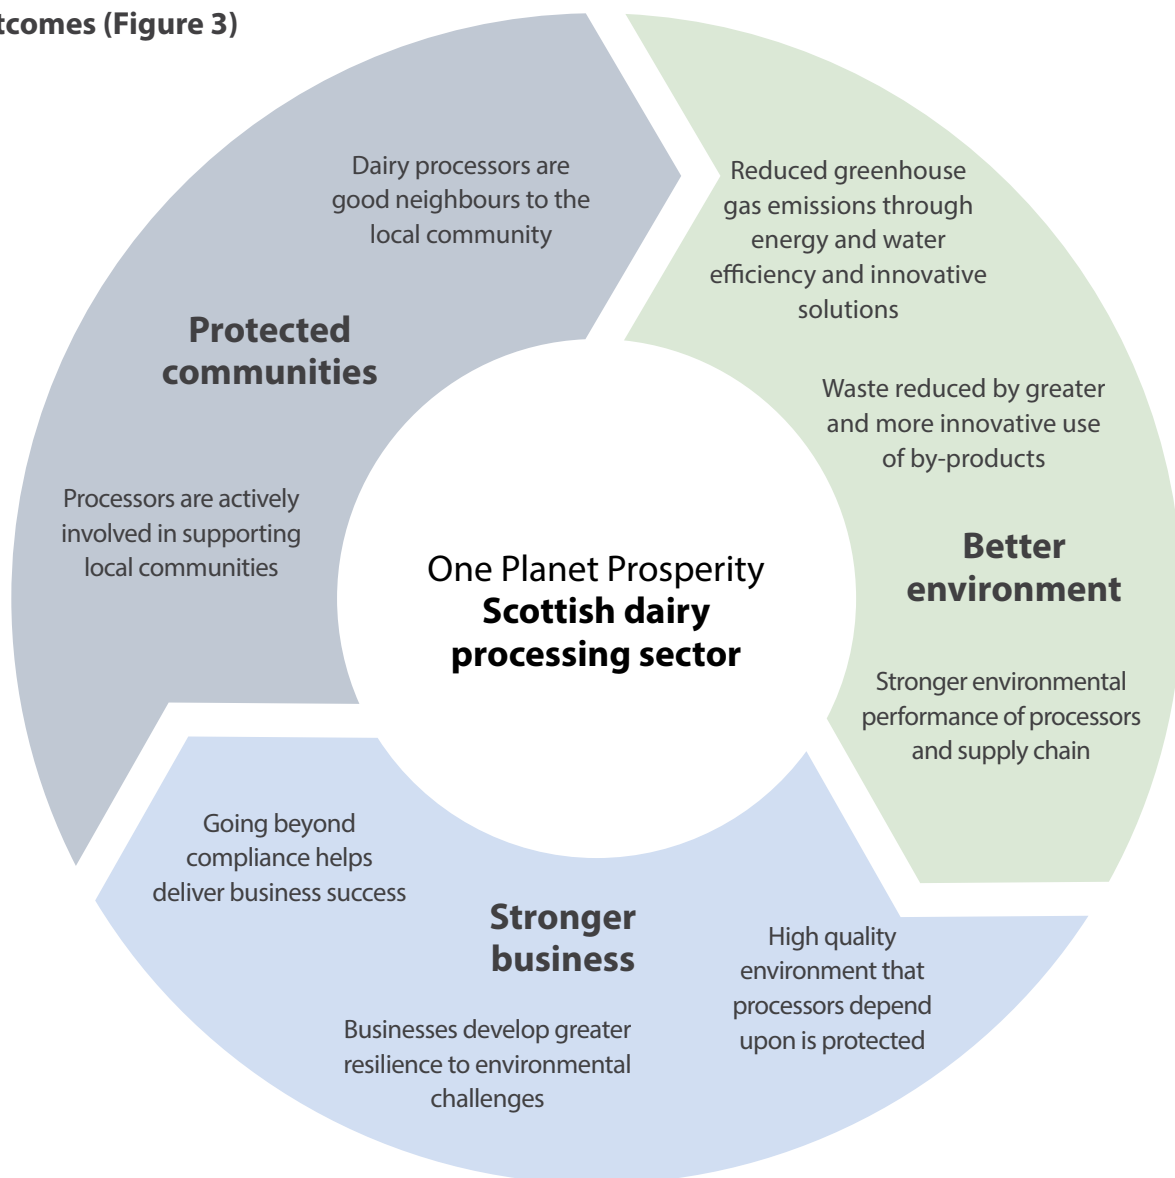 (Figure 3)
Dairy processors are
good neighbours to the
local community
Protected
communities
Processors are actively
involved in supporting
local communities
Reduced greenhouse
gas emissions through
energy and water
efficiency and innovative
solutions
Waste reduced by greater
and more innovative use
of by-products
Better
environment
Stronger environmental
performance of processors
and supply chain
One Planet Prosperity
Scottish dairy
processing sector
Going beyond
compliance helps
deliver business success
Stronger
business
Businesses develop greater
resilience to environmental
challenges
High quality
environment that
processors depend
upon is protected